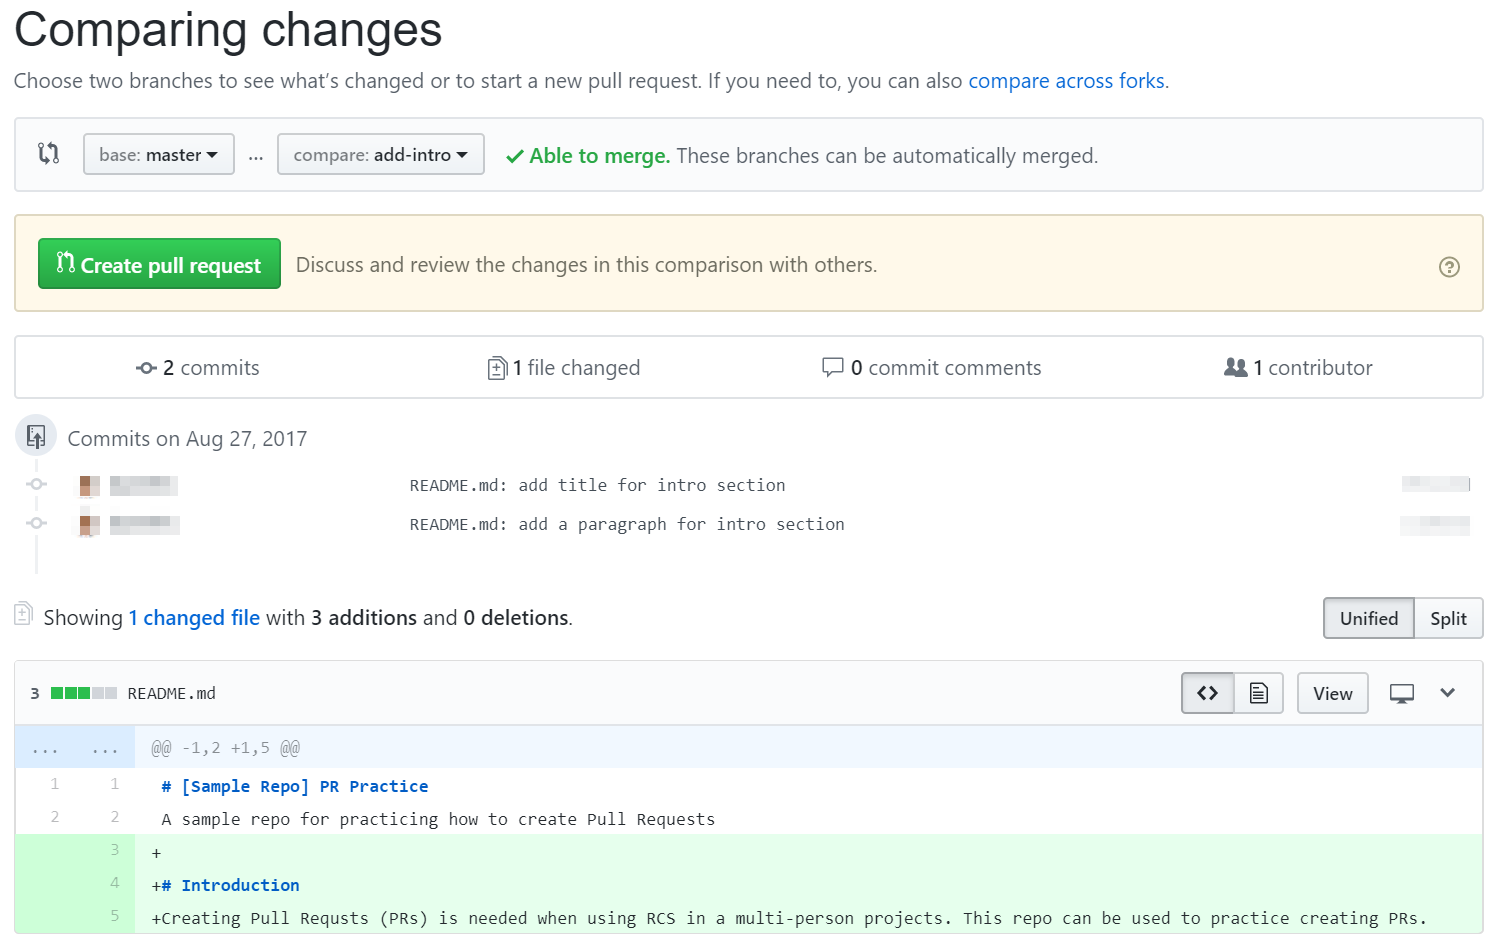 Comparing changes
Choose two branches to see what’s changed or to start a new pull request. If you need to, you can also compare across forks.
base: master ... compare: add-intro Able to merge. These branches can be automatically merged.
Create pull request Discuss and review the changes in this comparison with others.
2 commits 1 file changed 0 commit comments 1 contributor
Commits on Aug 27, 2017
README.md: add title for intro section
README.md: add a paragraph for intro section
Showing 1 changed file with 3 additions and 0 deletions. Unified Split
3 README.md <> View
... ... @@ -1,2 +1,5 @@
1 1 # [Sample Repo] PR Practice
2 2 A sample repo for practicing how to create Pull Requests
3 +
4 +# Introduction
5 +Creating Pull Requsts (PRs) is needed when using RCS in a multi-person projects. This repo can be used to practice creating PRs.